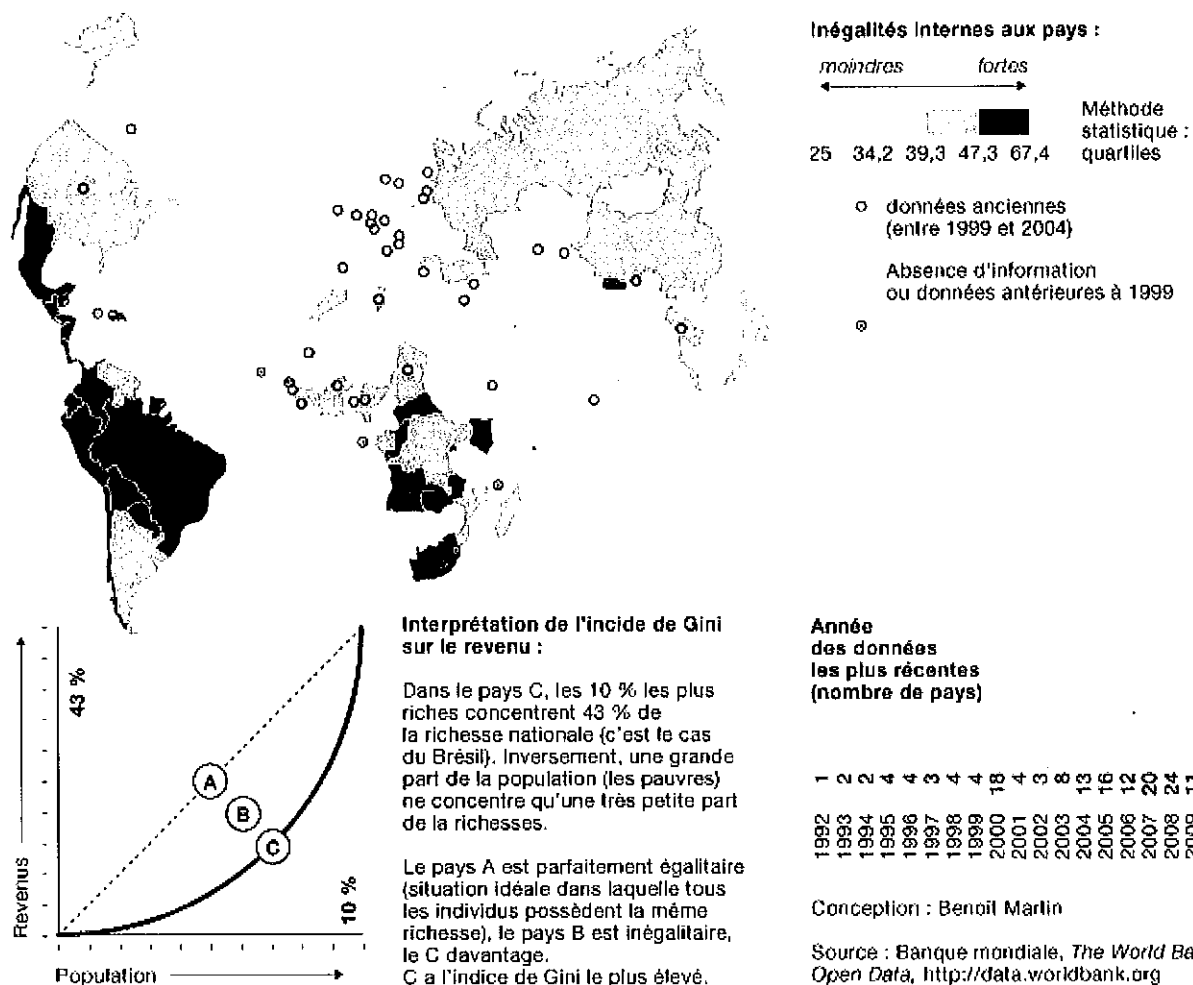 Inégalités internes aux pays :
moindres fortes
Méthode
statistique :
quartiles
25 34,2 39,3 47,3 67,4
données anciennes
(entre 1999 et 2004)
Absence d'information
ou données antérieures à 1999
Revenus
43 %
A
B
C
10 %
Population
Interprétation de l'incide de Gini
sur le revenu :
Dans le pays C, les 10 % les plus
riches concentrent 43 % de
la richesse nationale (c'est le cas
du Brésil). Inversement, une grande
part de la population (les pauvres)
ne concentre qu'une très petite part
de la richesses.
Le pays A est parfaitement égalitaire
(situation idéale dans laquelle tous
les individus possèdent la même
richesse), le pays B est inégalitaire,
le C davantage.
C a l'indice de Gini le plus élevé.
Année
des données
les plus récentes
(nombre de pays)
1 2 2 4 4 3 4 4 18 4 3 8 13 16 12 20 24 11
1992 1993 1994 1995 1996 1997 1998 1999 2000 2001 2002 2003 2004 2005 2006 2007 2008 2009
Conception : Benoît Martin
Source : Banque mondiale, The World Ba
Open Data, http://data.worldbank.org